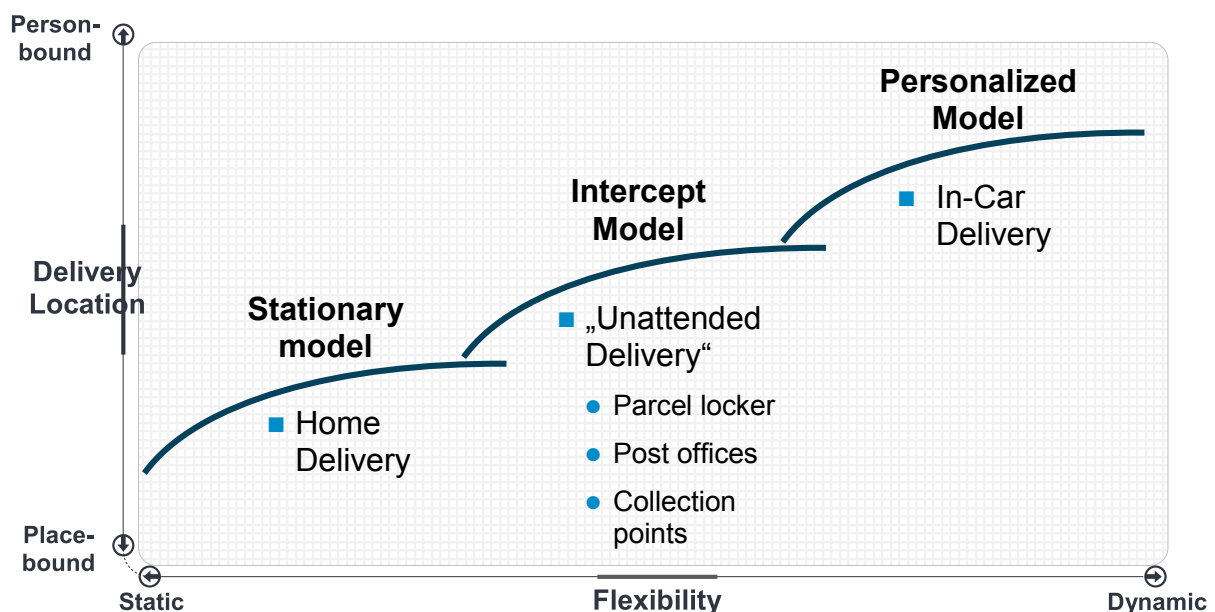 Person-
bound
Personalized
Model
In-Car
Delivery
Intercept
Model
„Unattended
Delivery“
Parcel locker
Post offices
Collection
points
Delivery
Location
Stationary
model
Home
Delivery
Place-
bound
Static
Flexibility
Dynamic